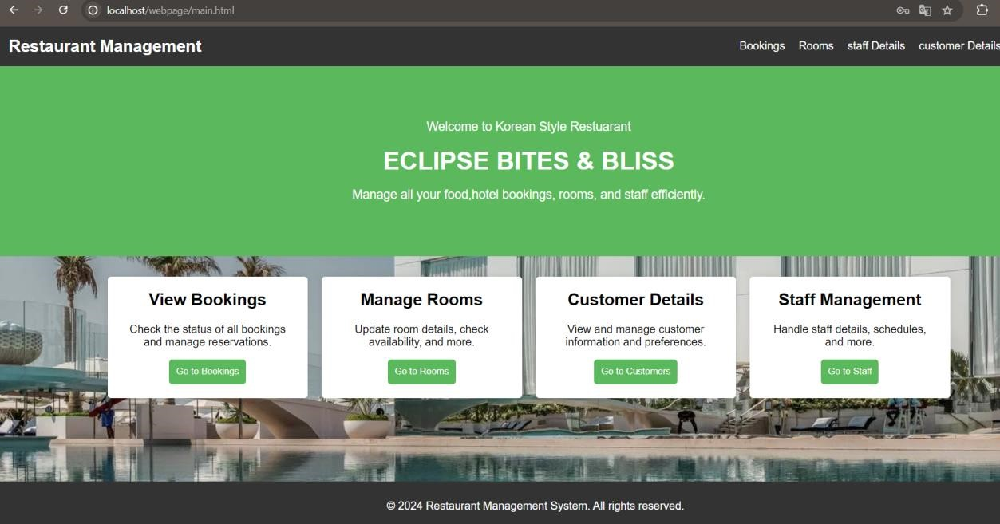 localhost/webpage/main.html
Restaurant Management
Bookings Rooms staff Details customer Details
Welcome to Korean Style Restuarant
ECLIPSE BITES & BLISS
Manage all your food,hotel bookings, rooms, and staff efficiently.
View Bookings
Check the status of all bookings
and manage reservations.
Go to Bookings
Manage Rooms
Update room details, check
availability, and more.
Go to Rooms
Customer Details
View and manage customer
information and preferences.
Go to Customers
Staff Management
Handle staff details, schedules,
and more.
Go to Staff
© 2024 Restaurant Management System. All rights reserved.